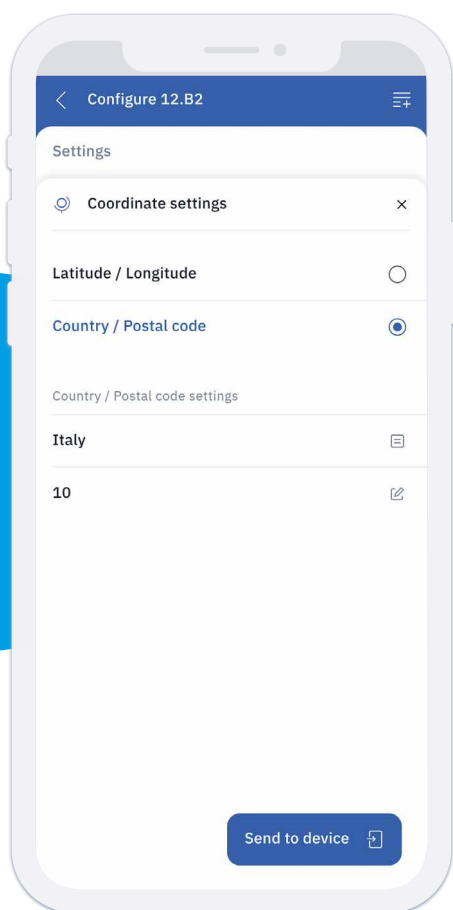 Configure 12.B2
Settings
Coordinate settings
Latitude / Longitude
Country / Postal code
Country / Postal code settings
Italy
10
Send to device